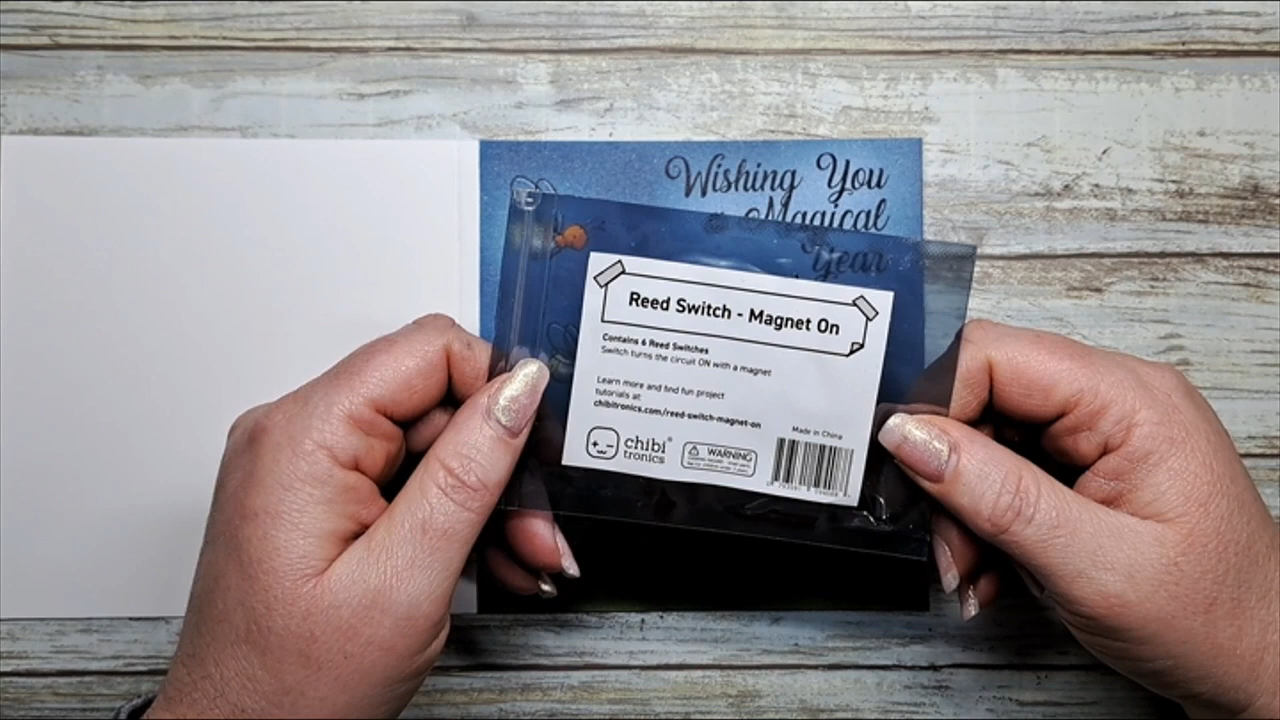 Wishing You
Magical
Year
Reed Switch - Magnet On
Contains 6 Reed Switches
Switch turns the circuit ON with a magnet
Learn more and find fun project
tutorials at:
chibitronics.com/reed-switch-magnet-on
Made in China
chibi®
tronics
WARNING